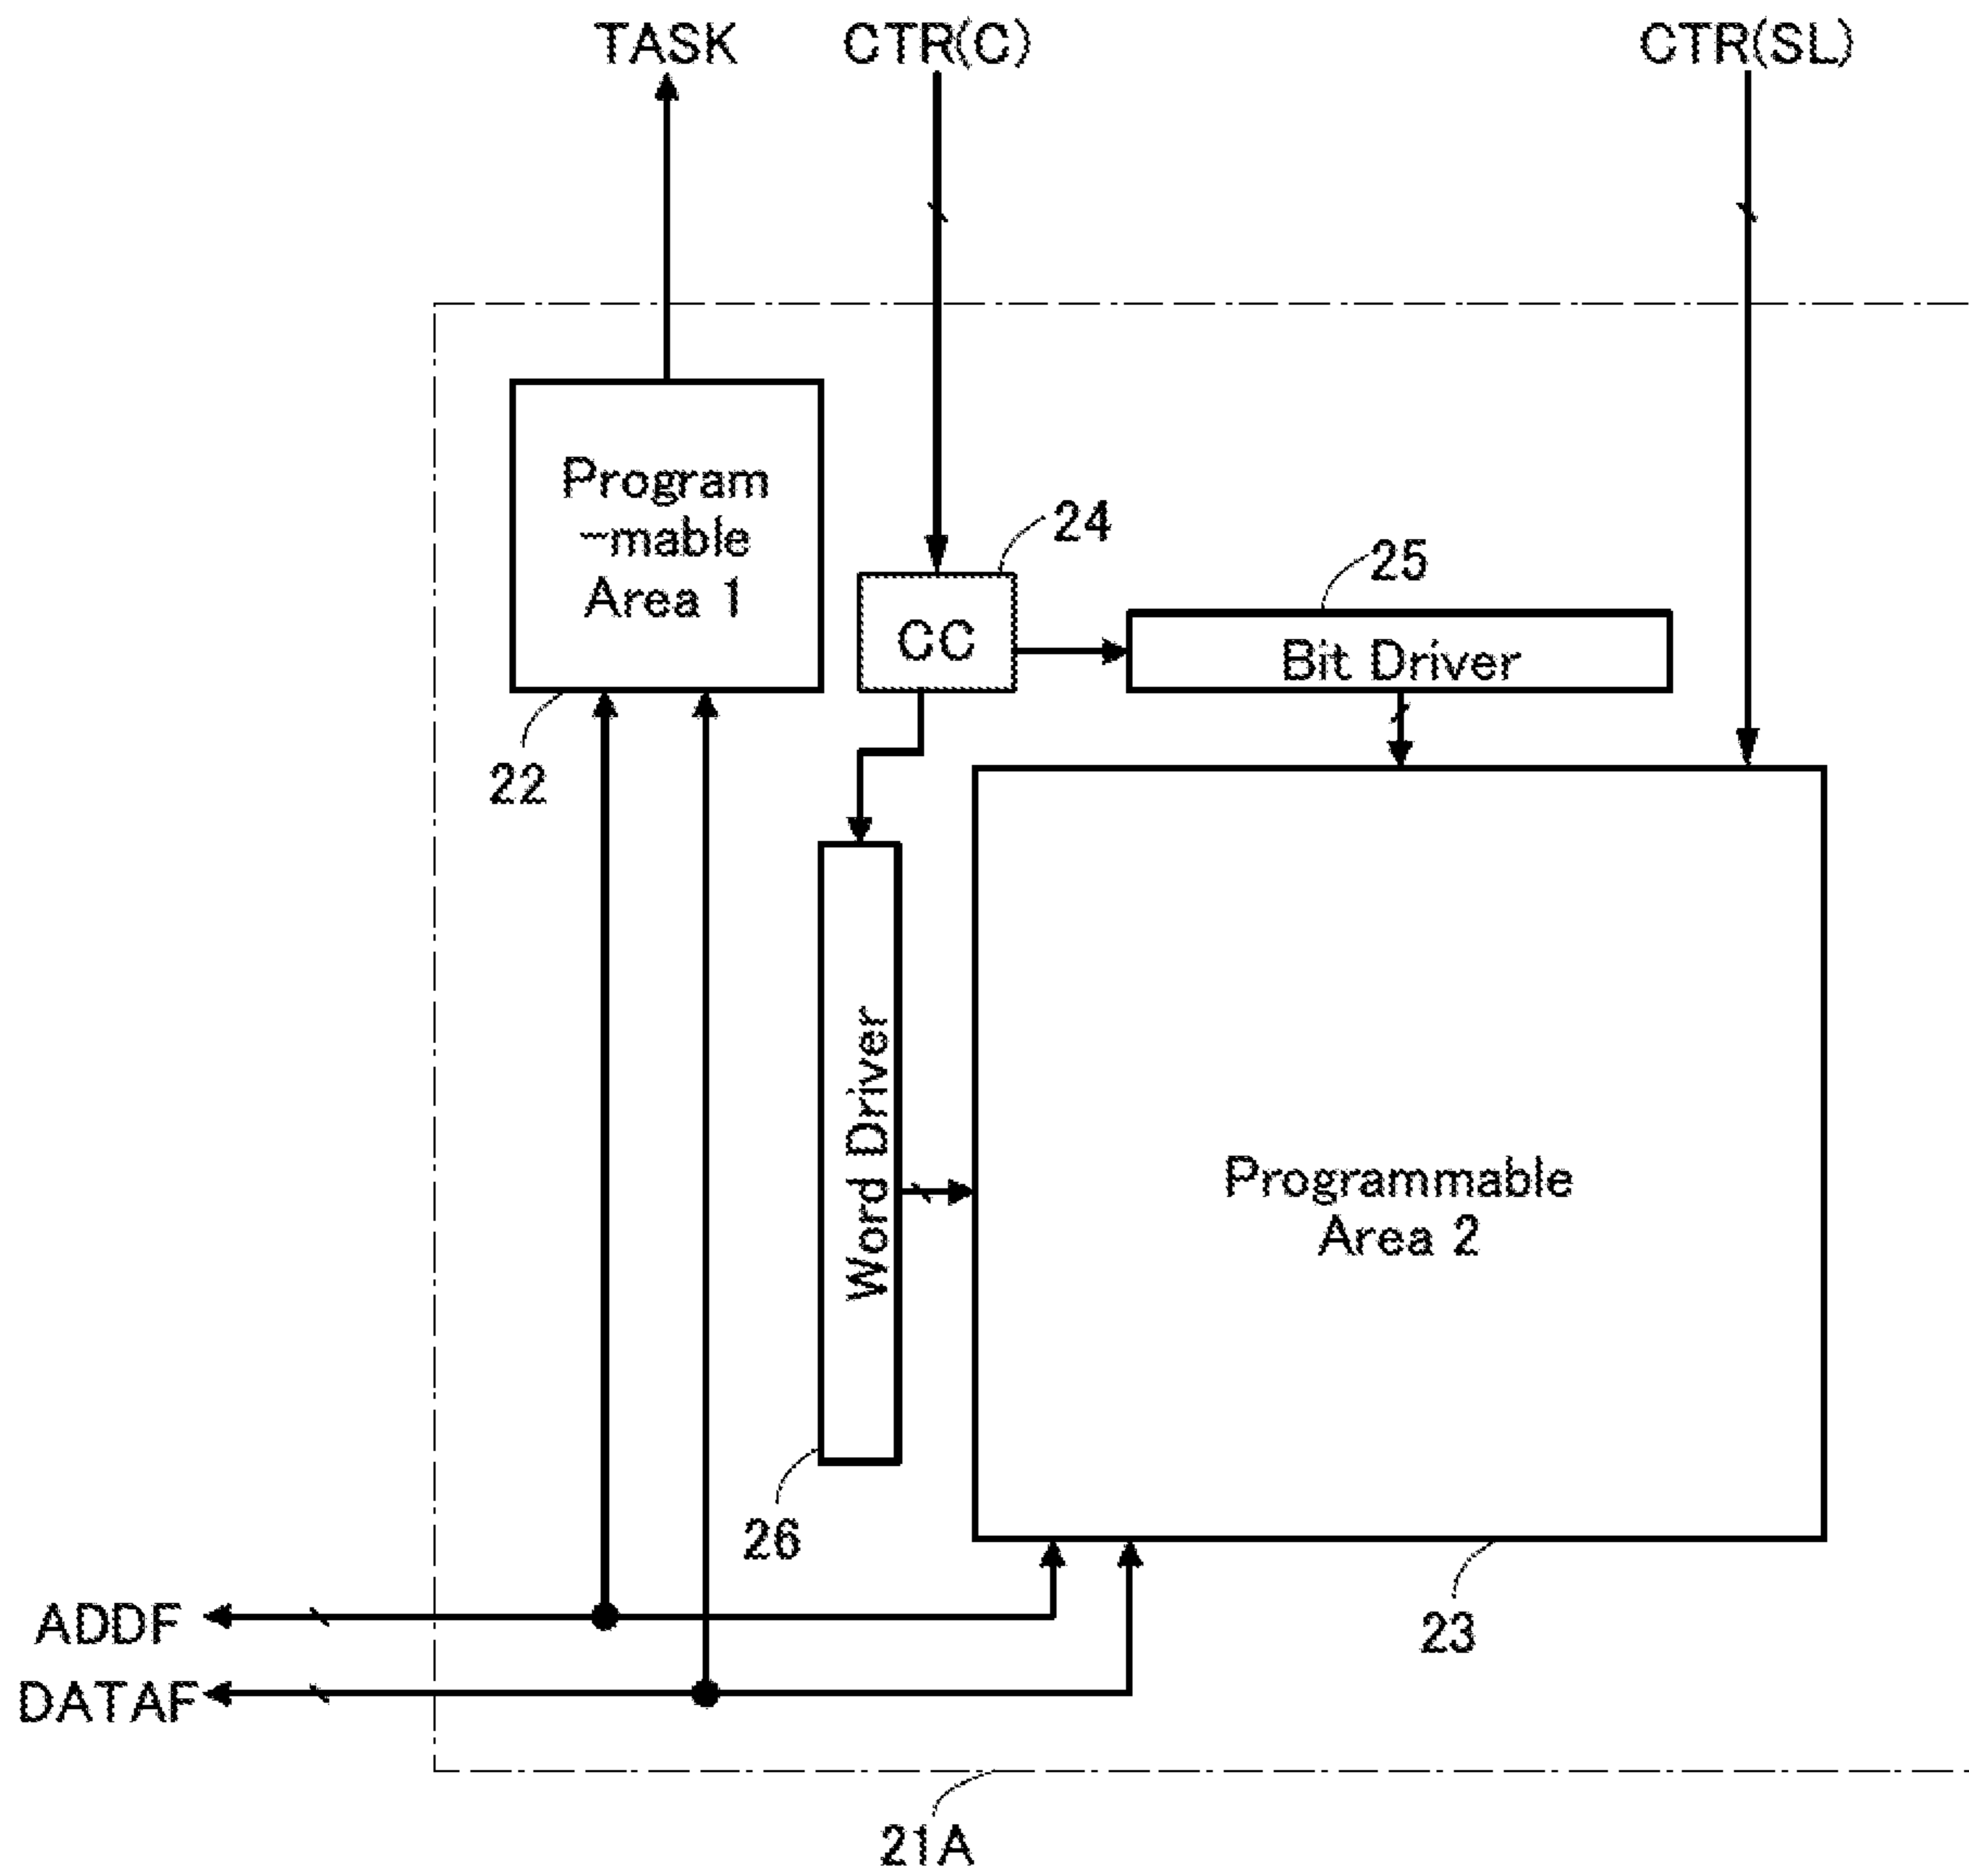 TASK
CTR(C)
CTR(SL)
Program
-mable
Area 1
24
25
CC
Bit Driver
22
Word Driver
Programmable
Area 2
26
ADDF
23
DATAF
21A